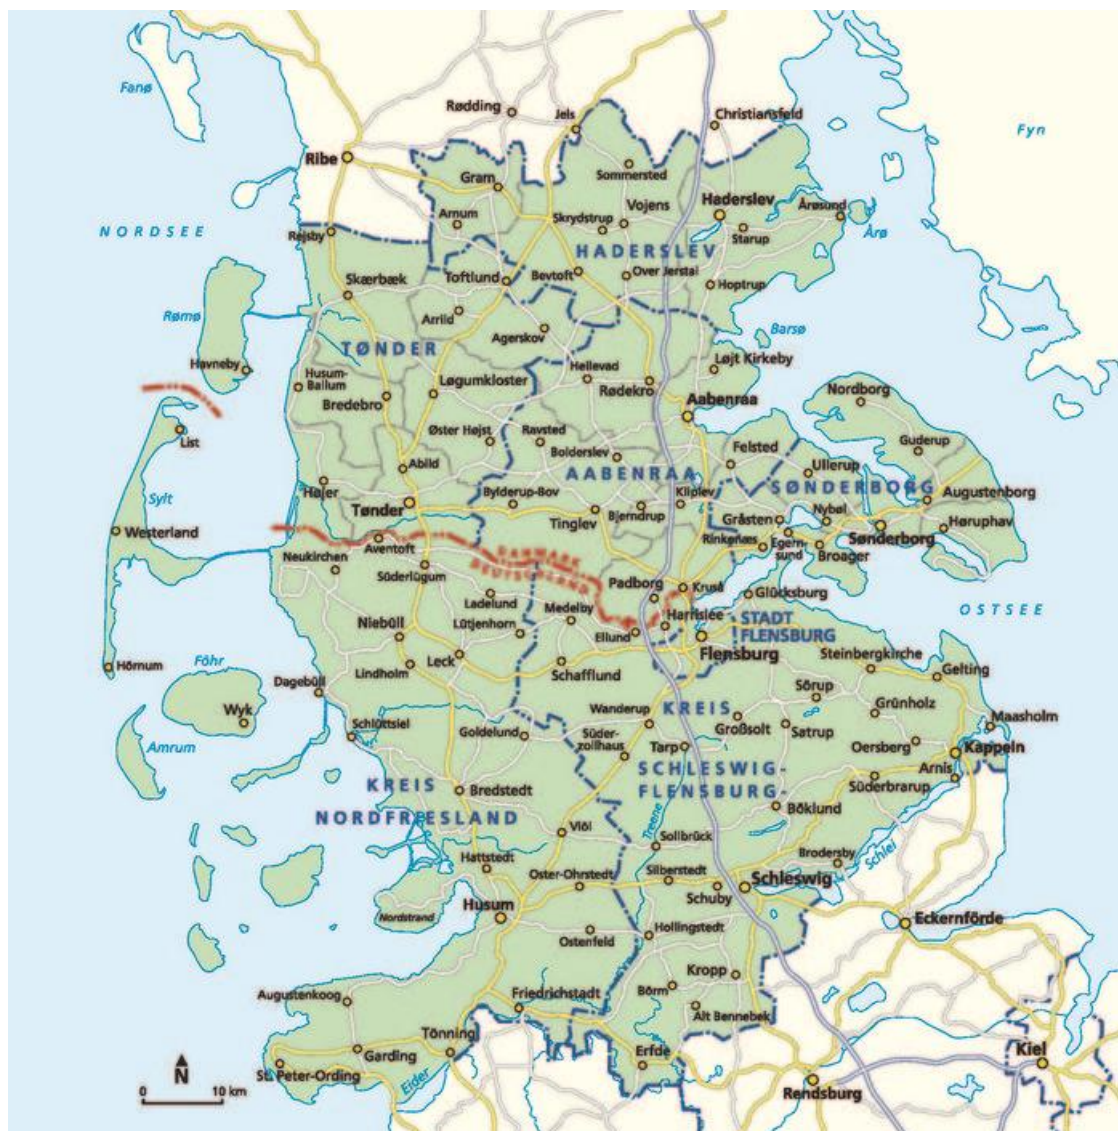 Fanø
Rødding
Jels
Christiansfeld
Fyn
Ribe
Sommersted
Gram
Haderslev
Årøsund
Arnum
Vojens
Skrydstrup
Starup
Årø
NORDSEE
Rejsby
HADERSLEV
Toftlund
Bevtoft
Over Jerstal
Hoptrup
Skærbæk
Rømø
Arrild
Agerskov
Barsø
TØNDER
Havneby
Husum-
Ballum
Løgumkloster
Hellevad
Løjt Kirkeby
Rødekro
Nordborg
Bredebro
Aabenraa
List
Øster Højst
Ravsted
Guderup
Bolderslev
Felsted
Abild
AABENRAA
Ullerup
Sylt
Højer
Bylderup-Bov
Kliplev
SØNDERBORG
Augustenborg
Tønder
Tinglev
Bjerndrup
Gråsten
Nybøl
Westerland
Høruphav
Rinkenæs
Egern-
sund
Broager
Sønderborg
Aventoft
DANMARK
DEUTSCHLAND
Neukirchen
Süderlügum
Padborg
Kruså
Glücksburg
OSTSEE
Ladelund
Medelby
Harrislee
STADT
FLENSBURG
Niebüll
Lütjenhorn
Ellund
Flensburg
Steinbergkirche
Hörnum
Föhr
Lindholm
Leck
Schafflund
Gelting
Dagebüll
Sörup
Wyk
Wanderup
KREIS
Grünholz
Maasholm
Schlüttsiel
Goldelund
Süder-
zollhaus
Großsolt
Satrup
Amrum
Tarp
Oersberg
Kappeln
KREIS
NORDFRIESLAND
SCHLESWIG-
FLENSBURG
Arnis
Süderbrarup
Bredstedt
Böklund
Viöl
Treene
Sollbrück
Hattstedt
Brodersby
Schlei
Oster-Ohrstedt
Silberstedt
Schuby
Schleswig
Nordstrand
Husum
Eckernförde
Ostenfeld
Hollingstedt
Kropp
Augustenkoog
Friedrichstadt
Börm
Alt Bennebek
Tönning
Garding
Erfde
N
St. Peter-Ording
Eider
Kiel
0 10 km
Rendsburg